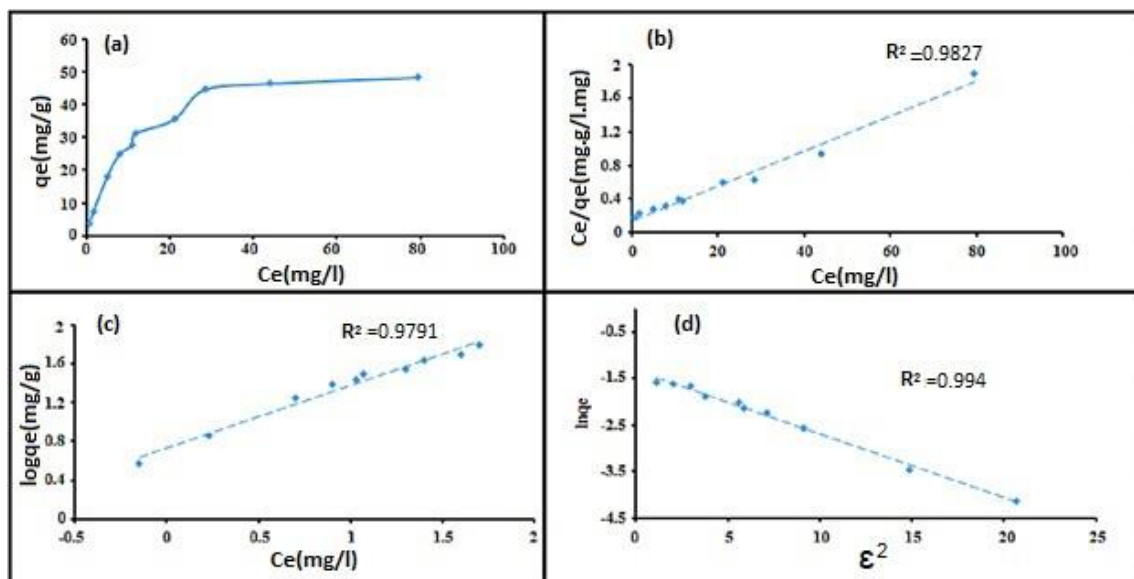 (a)
60
50
40
30
20
10
0
qe(mg/g)
0 20 40 60 80 100
Ce(mg/l)
(b)
R² =0.9827
2
1.6
1.2
0.8
0.4
0
Ce/qe(mg.g/l.mg)
0 20 40 60 80 100
Ce(mg/l)
(c)
R² =0.9791
2
1.6
1.2
0.8
0.4
0
logqe(mg/g)
-0.5 0 0.5 1 1.5 2
Ce(mg/l)
(d)
R² =0.994
-0.5
-1.5
-2.5
-3.5
-4.5
lnqe
0 5 10 15 20 25
ε²